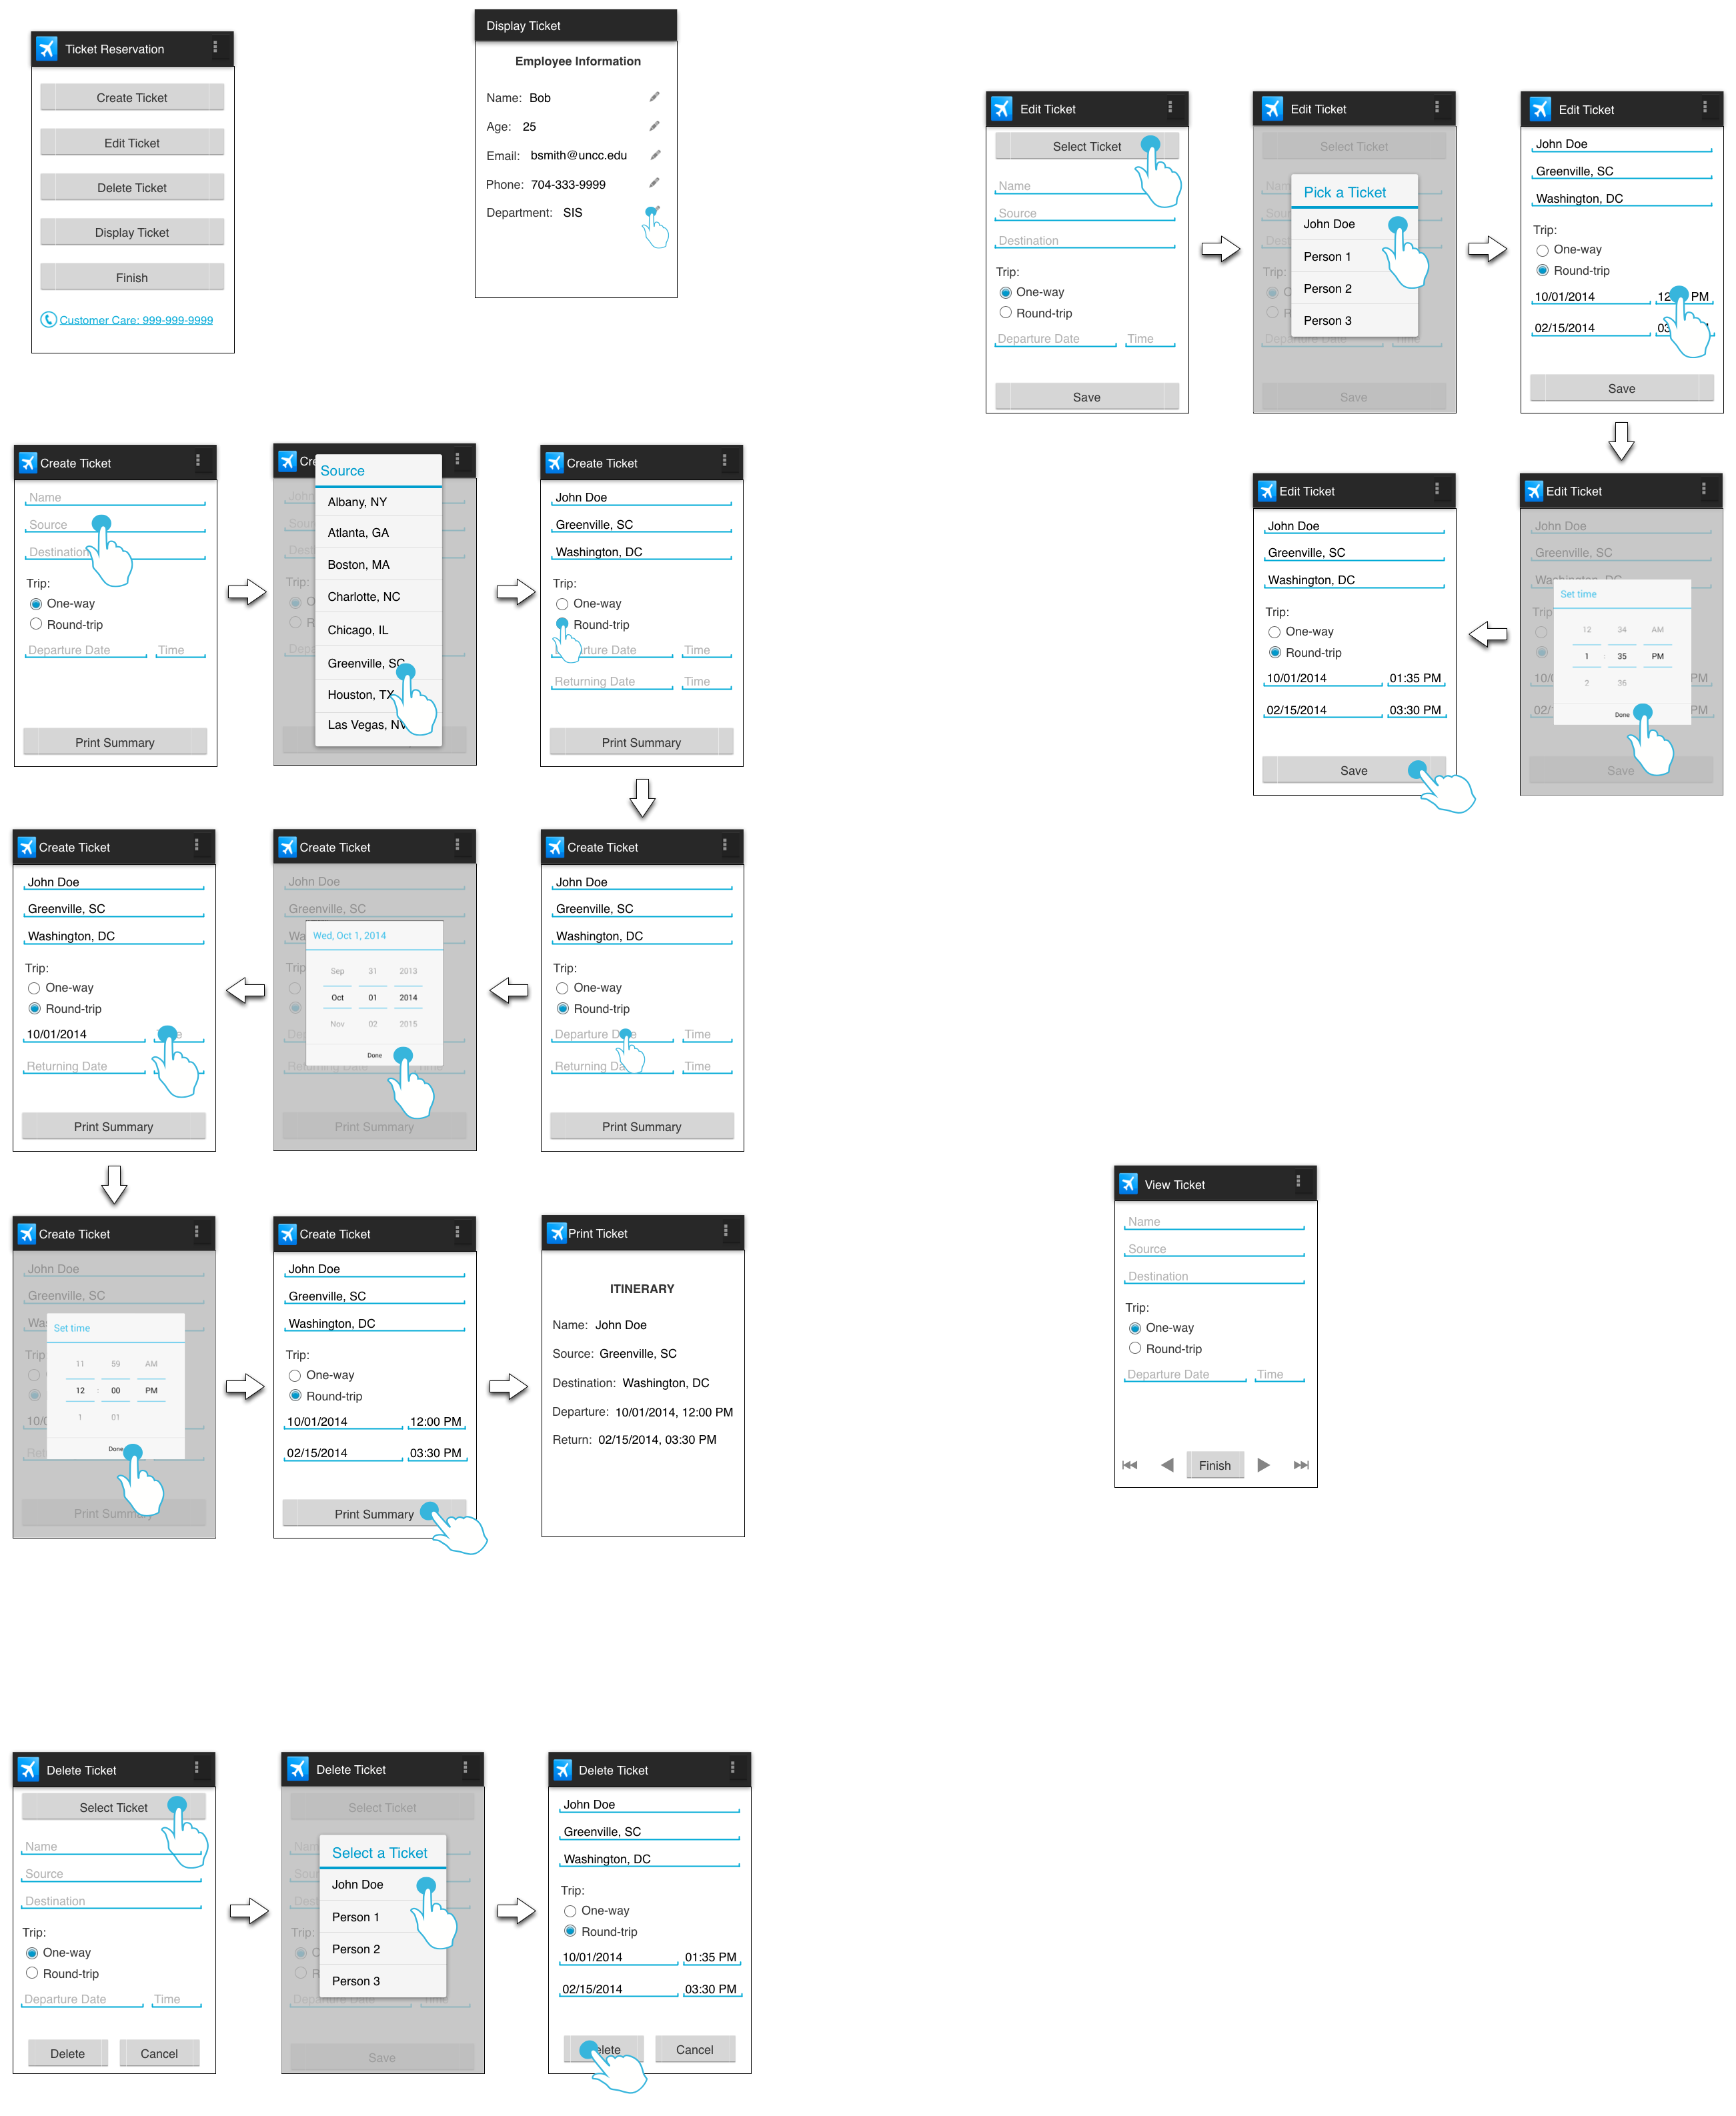 Ticket Reservation
Create Ticket
Edit Ticket
Delete Ticket
Display Ticket
Finish
Customer Care: 999-999-9999
Display Ticket
Employee Information
Name: Bob
Age: 25
Email: bsmith@uncc.edu
Phone: 704-333-9999
Department: SIS
Edit Ticket
Select Ticket
Name
Source
Destination
Trip:
One-way
Round-trip
Departure Date Time
Save
Edit Ticket
Select Ticket
Pick a Ticket
John Doe
Person 1
Person 2
Person 3
Trip:
Departure Date Time
Save
Edit Ticket
John Doe
Greenville, SC
Washington, DC
Trip:
One-way
Round-trip
10/01/2014 12 PM
02/15/2014 03
Save
Edit Ticket
John Doe
Greenville, SC
Washington, DC
Trip:
One-way
Round-trip
10/01/2014 01:35 PM
02/15/2014 03:30 PM
Save
Edit Ticket
John Doe
Greenville, SC
Washington, DC
Trip
Set time
12 34 AM
1 : 35 PM
2 36
Done
PM
PM
Save
Create Ticket
Name
Source
Destination
Trip:
One-way
Round-trip
Departure Date Time
Print Summary
Source
Albany, NY
Atlanta, GA
Boston, MA
Charlotte, NC
Chicago, IL
Greenville, SC
Houston, TX
Las Vegas, NV
Trip:
Create Ticket
John Doe
Greenville, SC
Washington, DC
Trip:
One-way
Round-trip
Departure Date Time
Returning Date Time
Print Summary
Create Ticket
John Doe
Greenville, SC
Washington, DC
Trip:
One-way
Round-trip
10/01/2014 Time
Returning Date
Print Summary
Create Ticket
John Doe
Greenville, SC
Wed, Oct 1, 2014
Sep 31 2013
Oct 01 2014
Nov 02 2015
Done
Trip
Returning Date Time
Print Summary
Create Ticket
John Doe
Greenville, SC
Washington, DC
Trip:
One-way
Round-trip
Departure Date Time
Returning Date Time
Print Summary
Create Ticket
John Doe
Greenville, SC
Set time
11 59 AM
12 : 00 PM
1 01
Done
Trip
Print Summary
Create Ticket
John Doe
Greenville, SC
Washington, DC
Trip:
One-way
Round-trip
10/01/2014 12:00 PM
02/15/2014 03:30 PM
Print Summary
Print Ticket
ITINERARY
Name: John Doe
Source: Greenville, SC
Destination: Washington, DC
Departure: 10/01/2014, 12:00 PM
Return: 02/15/2014, 03:30 PM
View Ticket
Name
Source
Destination
Trip:
One-way
Round-trip
Departure Date Time
Finish
Delete Ticket
Select Ticket
Name
Source
Destination
Trip:
One-way
Round-trip
Departure Date Time
Delete Cancel
Delete Ticket
Select Ticket
Select a Ticket
John Doe
Person 1
Person 2
Person 3
Trip:
Departure Date Time
Save
Delete Ticket
John Doe
Greenville, SC
Washington, DC
Trip:
One-way
Round-trip
10/01/2014 01:35 PM
02/15/2014 03:30 PM
Delete Cancel